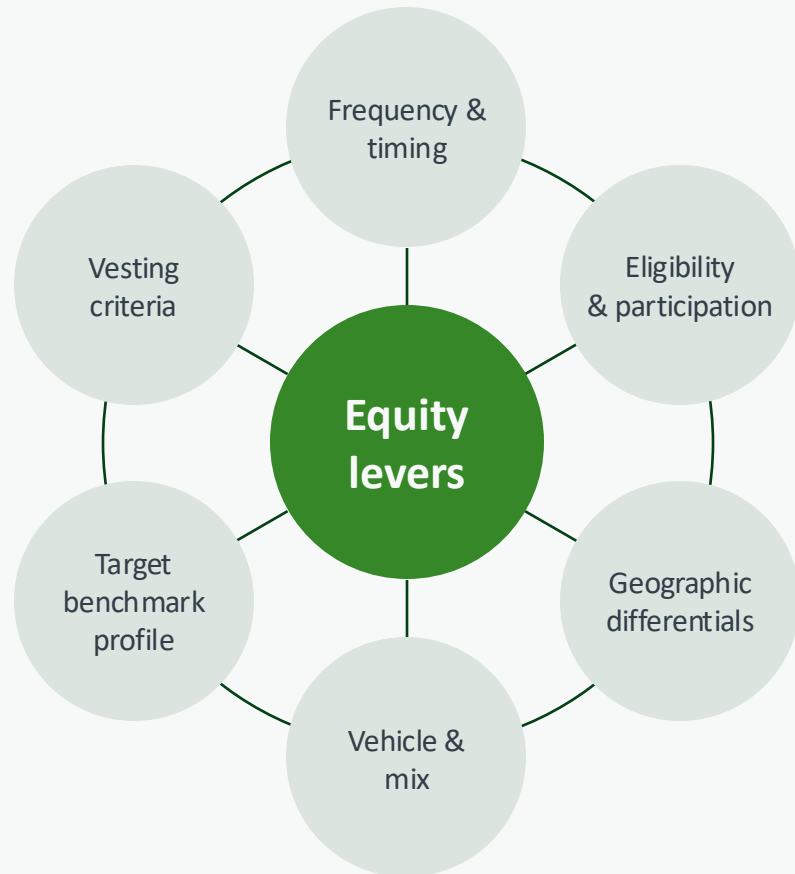 Frequency &
timing
Vesting
criteria
Eligibility
& participation
Equity
levers
Target
benchmark
profile
Geographic
differentials
Vehicle &
mix